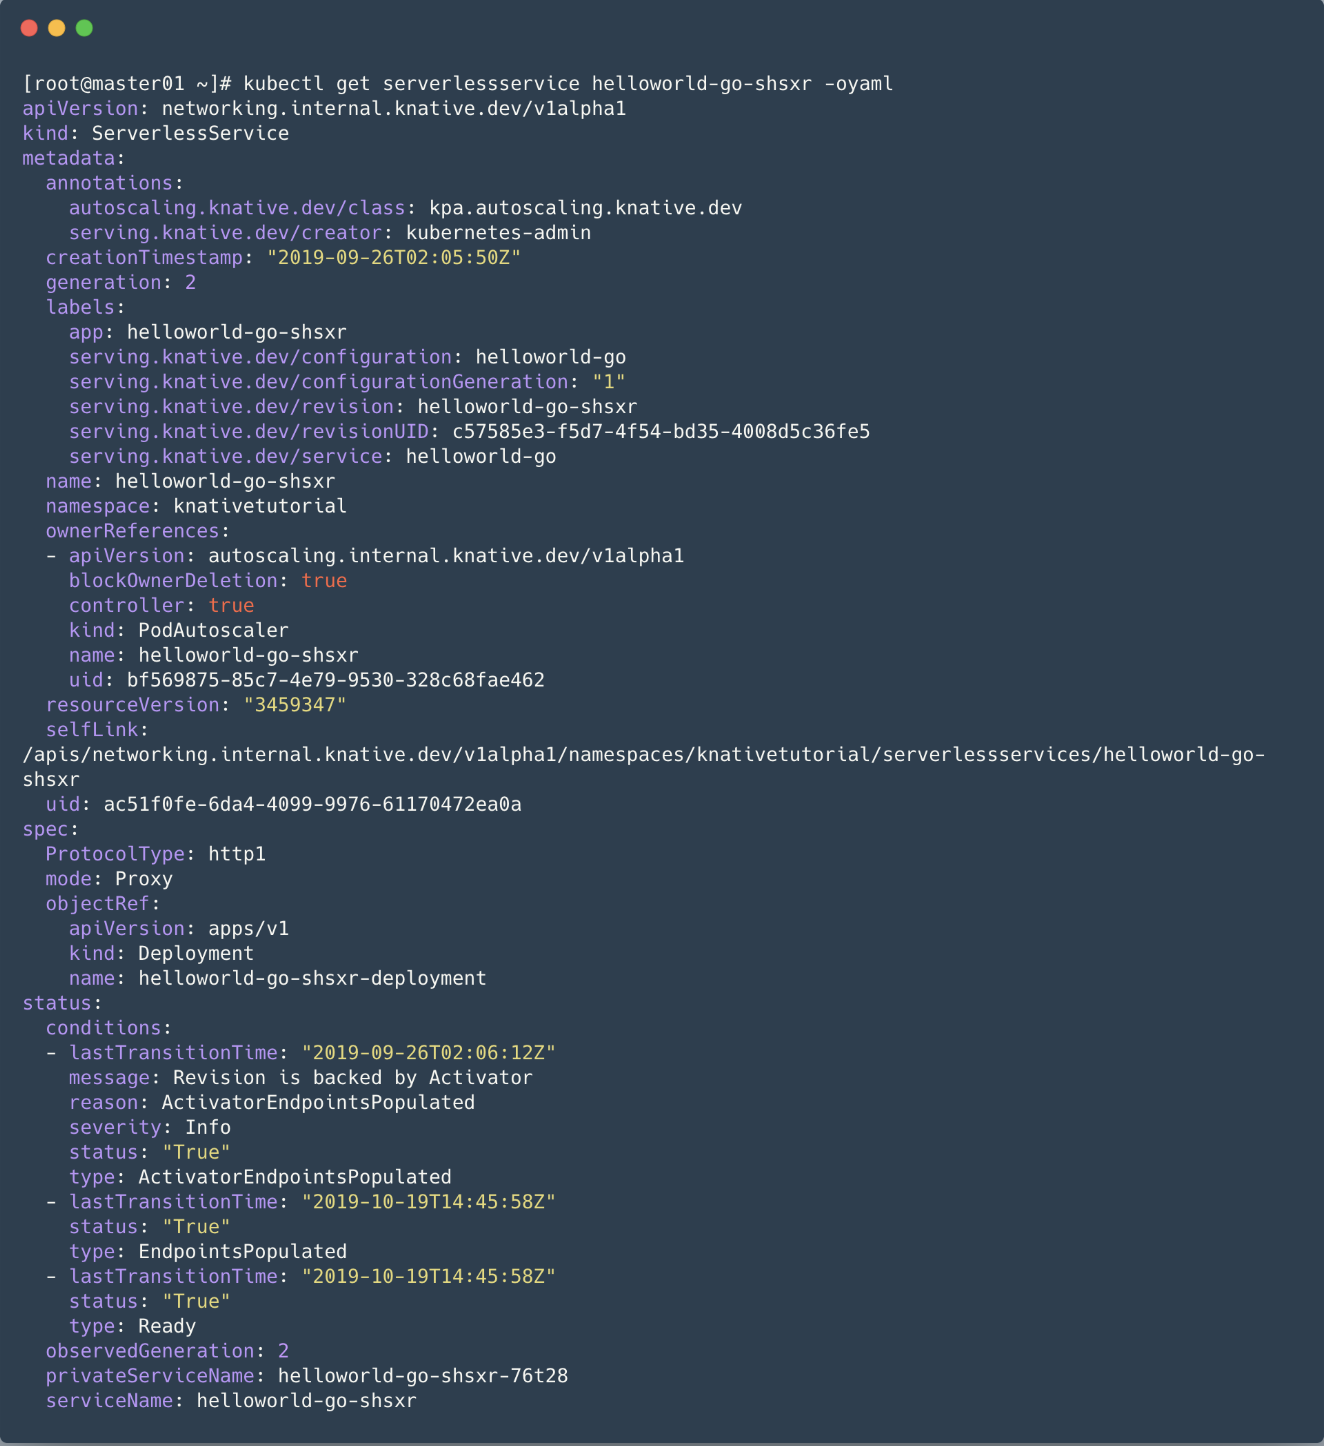 [root@master01 ~]# kubectl get serverlessservice helloworld-go-shsxr -oyaml
apiVersion: networking.internal.knative.dev/v1alpha1
kind: ServerlessService
metadata:
  annotations:
    autoscaling.knative.dev/class: kpa.autoscaling.knative.dev
    serving.knative.dev/creator: kubernetes-admin
  creationTimestamp: "2019-09-26T02:05:50Z"
  generation: 2
  labels:
    app: helloworld-go-shsxr
    serving.knative.dev/configuration: helloworld-go
    serving.knative.dev/configurationGeneration: "1"
    serving.knative.dev/revision: helloworld-go-shsxr
    serving.knative.dev/revisionUID: c57585e3-f5d7-4f54-bd35-4008d5c36fe5
    serving.knative.dev/service: helloworld-go
  name: helloworld-go-shsxr
  namespace: knativetutorial
  ownerReferences:
  - apiVersion: autoscaling.internal.knative.dev/v1alpha1
    blockOwnerDeletion: true
    controller: true
    kind: PodAutoscaler
    name: helloworld-go-shsxr
    uid: bf569875-85c7-4e79-9530-328c68fae462
  resourceVersion: "3459347"
  selfLink:
/apis/networking.internal.knative.dev/v1alpha1/namespaces/knativetutorial/serverlessservices/helloworld-go-
shsxr
  uid: ac51f0fe-6da4-4099-9976-61170472ea0a
spec:
  ProtocolType: http1
  mode: Proxy
  objectRef:
    apiVersion: apps/v1
    kind: Deployment
    name: helloworld-go-shsxr-deployment
status:
  conditions:
  - lastTransitionTime: "2019-09-26T02:06:12Z"
    message: Revision is backed by Activator
    reason: ActivatorEndpointsPopulated
    severity: Info
    status: "True"
    type: ActivatorEndpointsPopulated
  - lastTransitionTime: "2019-10-19T14:45:58Z"
    status: "True"
    type: EndpointsPopulated
  - lastTransitionTime: "2019-10-19T14:45:58Z"
    status: "True"
    type: Ready
  observedGeneration: 2
  privateServiceName: helloworld-go-shsxr-76t28
  serviceName: helloworld-go-shsxr